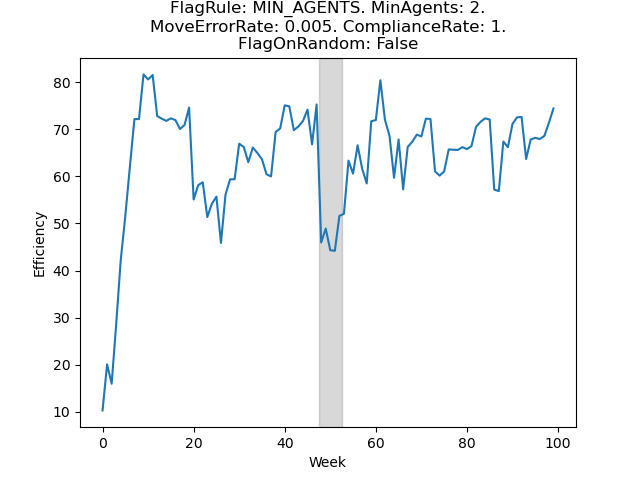 FlagRule: MIN_AGENTS. MinAgents: 2.
MoveErrorRate: 0.005. ComplianceRate: 1.
FlagOnRandom: False
80
70
60
50
40
30
20
10
Efficiency
0 20 40 60 80 100
Week